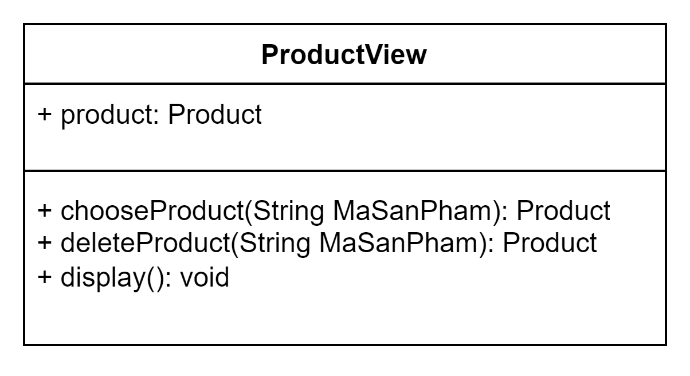 ProductView
+ product: Product
+ chooseProduct(String MaSanPham): Product
+ deleteProduct(String MaSanPham): Product
+ display(): void